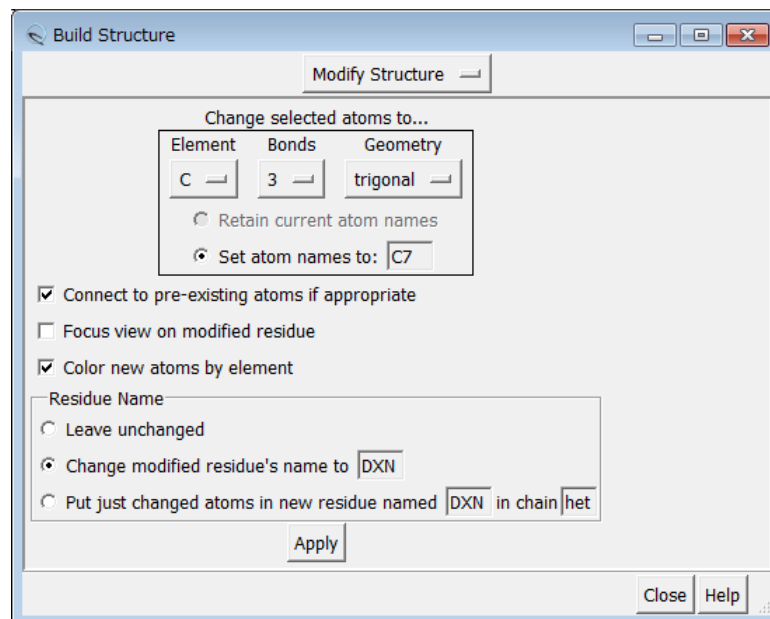 Build Structure
Modify Structure
Change selected atoms to...
Element Bonds Geometry
C 3 trigonal
Retain current atom names
Set atom names to: C7
Connect to pre-existing atoms if appropriate
Focus view on modified residue
Color new atoms by element
Residue Name
Leave unchanged
Change modified residue's name to DXN
Put just changed atoms in new residue named DXN in chain het
Apply
Close Help